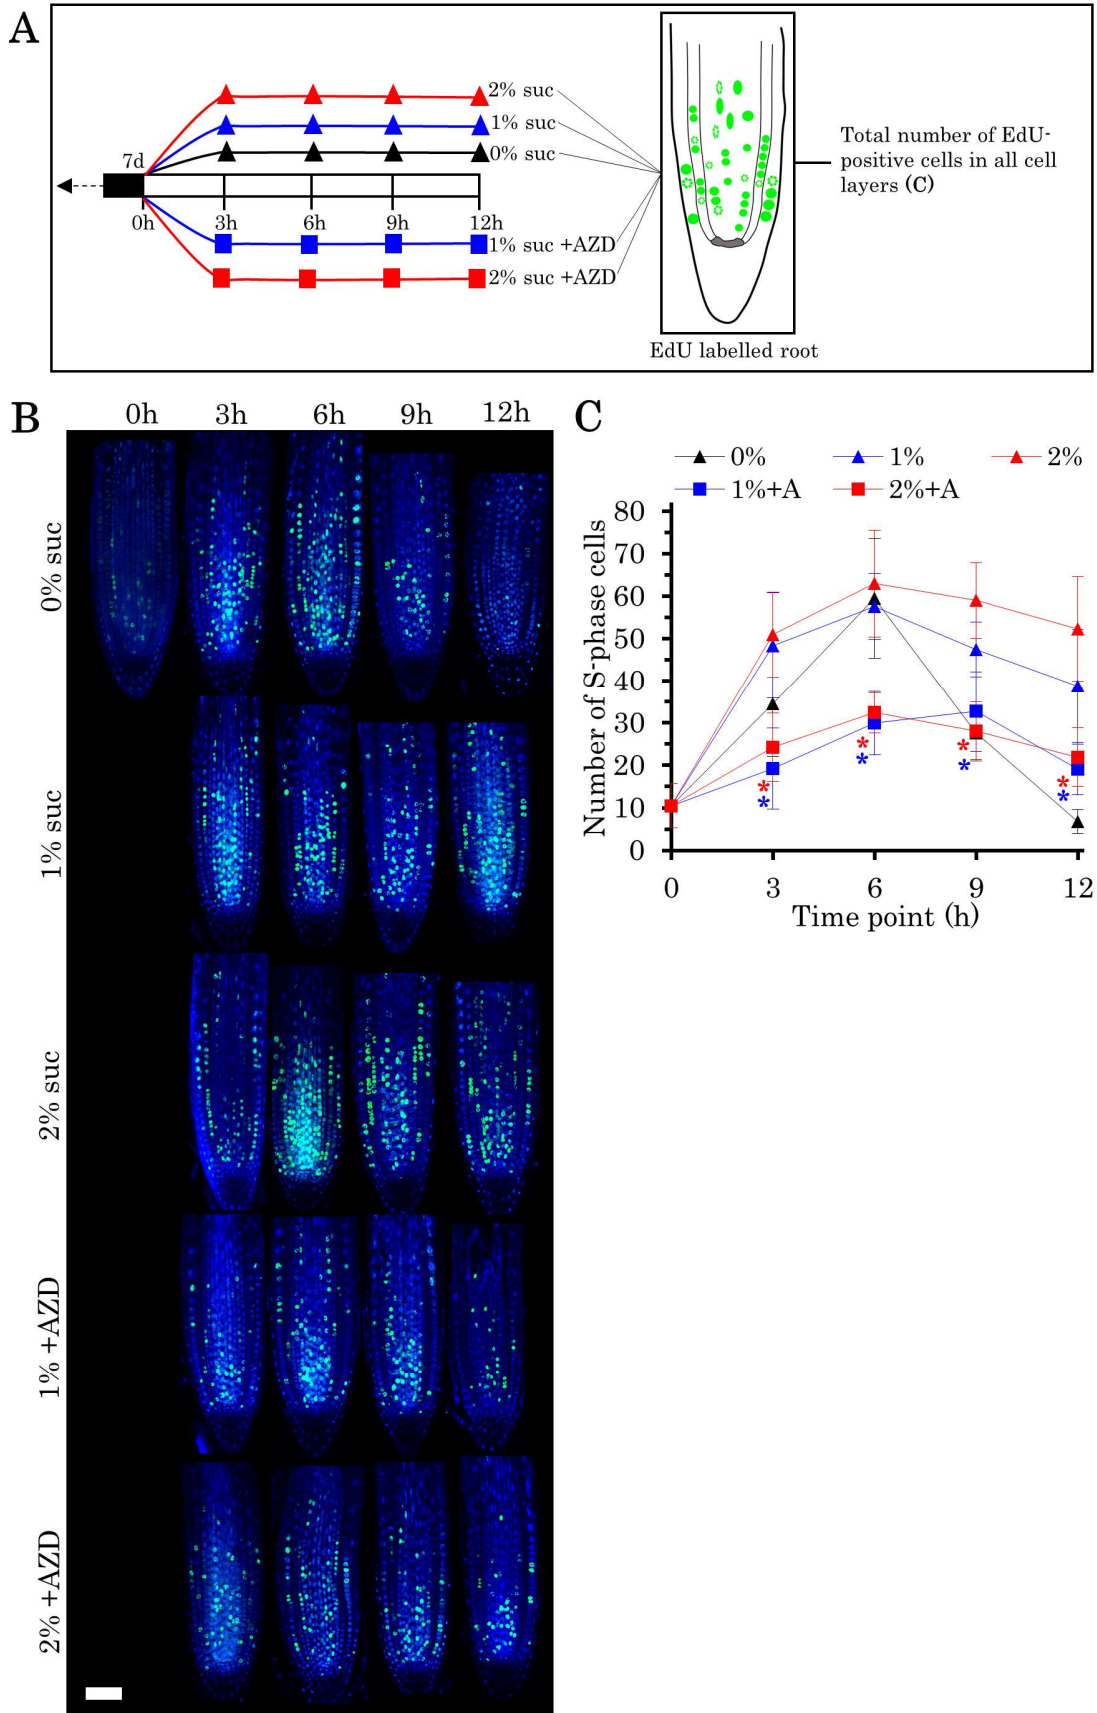 A
2% suc
1% suc
0% suc
7d
0h 3h 6h 9h 12h
1% suc +AZD
2% suc +AZD
EdU labelled root
Total number of EdU-
positive cells in all cell
layers (C)
B
0h 3h 6h 9h 12h
0% suc
1% suc
2% suc
1% +AZD
2% +AZD
C
0% 1% 2%
1%+A 2%+A
Number of S-phase cells
80
70
60
50
40
30
20
10
0
* *
* *
* *
* *
0 3 6 9 12
Time point (h)